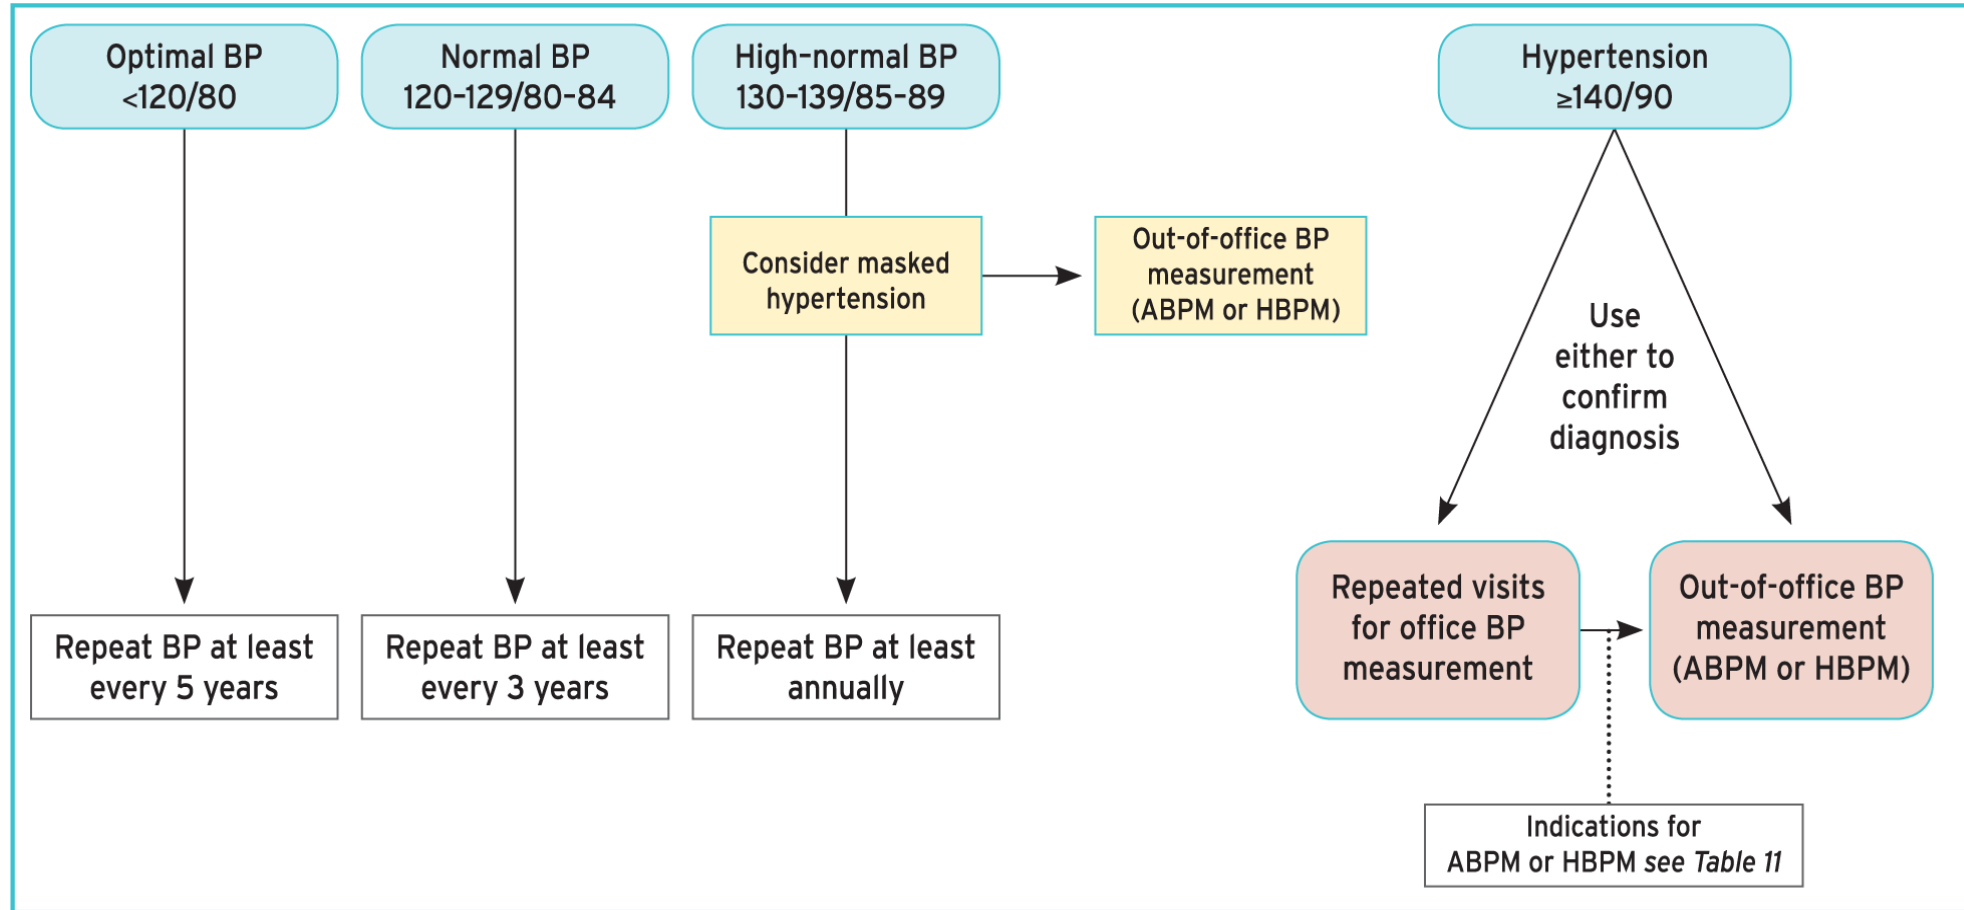 Optimal BP
<120/80
Normal BP
120–129/80–84
High–normal BP
130–139/85–89
Hypertension
≥140/90
Consider masked
hypertension
Out-of-office BP
measurement
(ABPM or HBPM)
Use
either to
confirm
diagnosis
Repeat BP at least
every 5 years
Repeat BP at least
every 3 years
Repeat BP at least
annually
Repeated visits
for office BP
measurement
Out-of-office BP
measurement
(ABPM or HBPM)
Indications for
ABPM or HBPM see Table 11